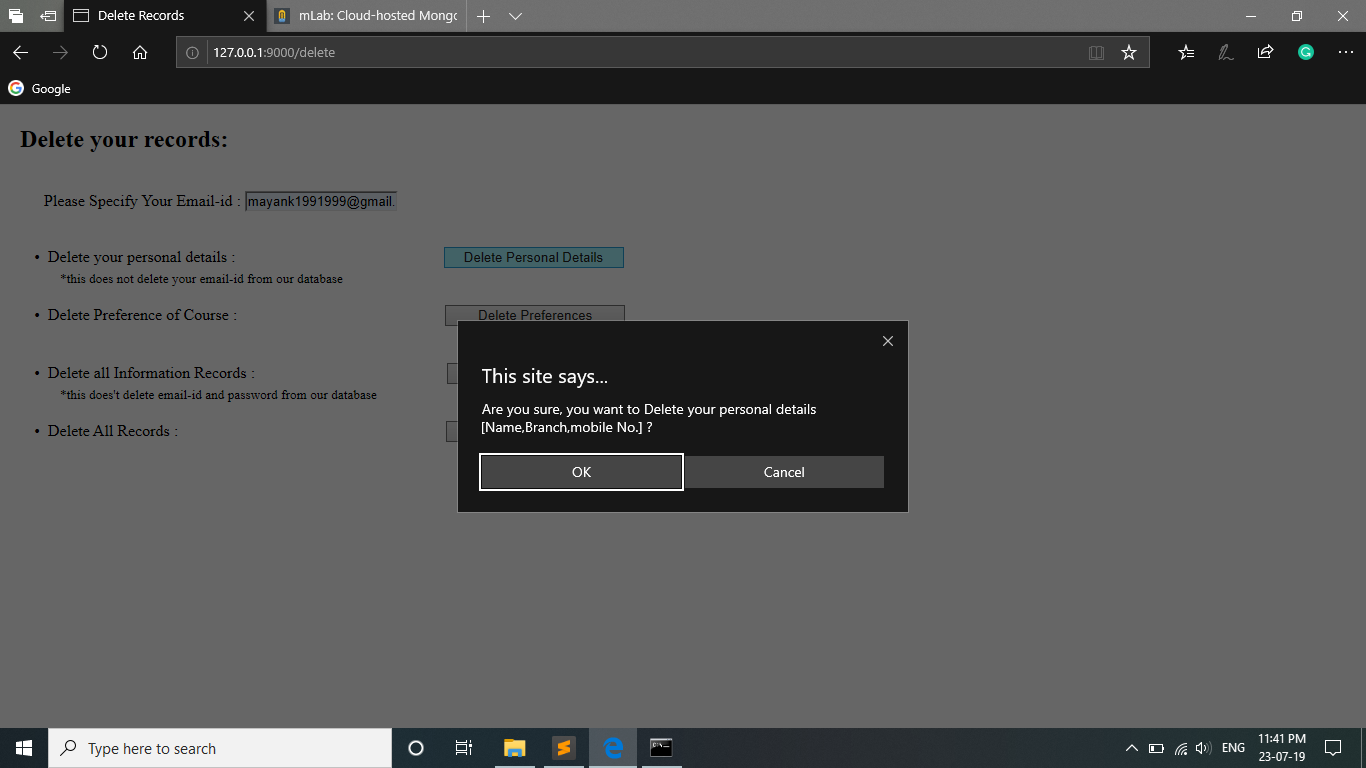 Delete Records
mLab: Cloud-hosted Mongo
127.0.0.1:9000/delete
G
Google
Delete your records:
Please Specify Your Email-id : mayank1991999@gmail.
• Delete your personal details : Delete Personal Details
*this does not delete your email-id from our database
• Delete Preference of Course : Delete Preferences
• Delete all Information Records :
*this does't delete email-id and password from our database
• Delete All Records :
This site says...
Are you sure, you want to Delete your personal details
[Name,Branch,mobile No.] ?
OK Cancel
Type here to search
ENG
11:41 PM
23-07-19